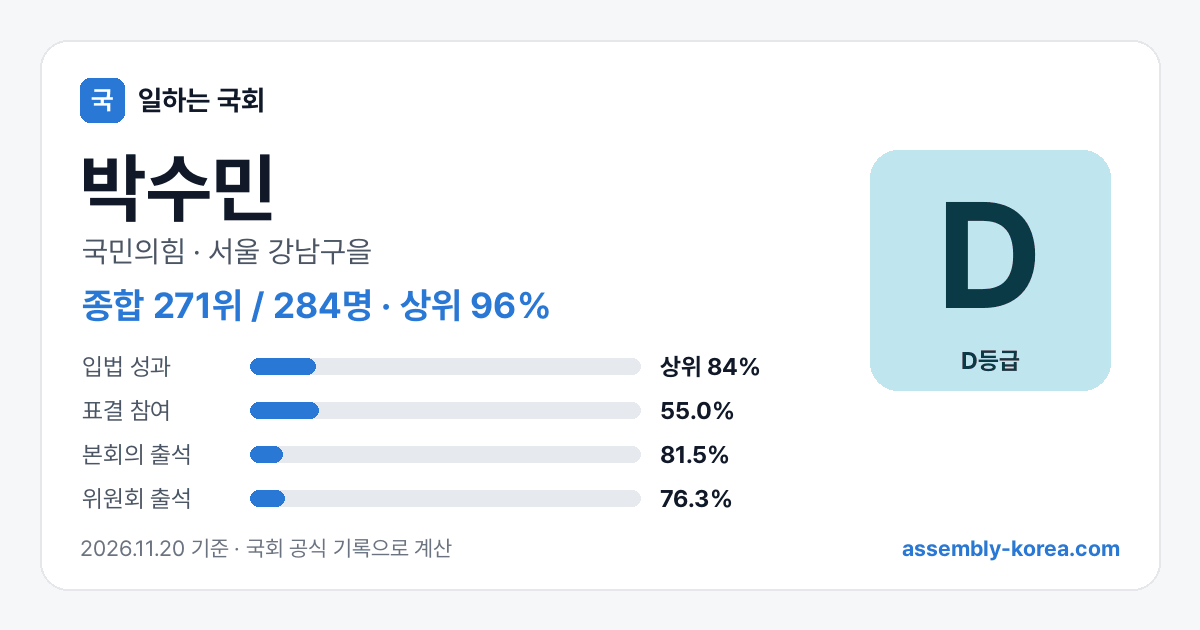 국 일하는 국회
박수민
국민의힘 · 서울 강남구을
종합 271위 / 284명 · 상위 96%
D
D등급
입법 성과 상위 84%
표결 참여 55.0%
본회의 출석 81.5%
위원회 출석 76.3%
2026.11.20 기준 · 국회 공식 기록으로 계산
assembly-korea.com